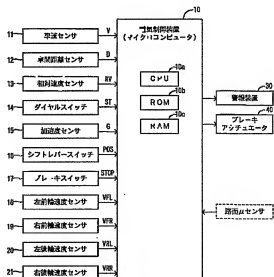 10
電気制御装置
(マイクロコンピュータ)
11
車速センサ
V
12
車間距離センサ
D
13
相対速度センサ
RV
14
ダイヤルスイッチ
ST
15
加速度センサ
G
16
シフトレバースイッチ
POS
17
ブレーキスイッチ
STOP
18
左前輪速度センサ
VFL
19
右前輪速度センサ
VFR
20
左後輪速度センサ
VRL
21
右後輪速度センサ
VRR
10a
CPU
10b
ROM
10c
RAM
30
警報装置
40
ブレーキ
アクチュエータ
路面μセンサ